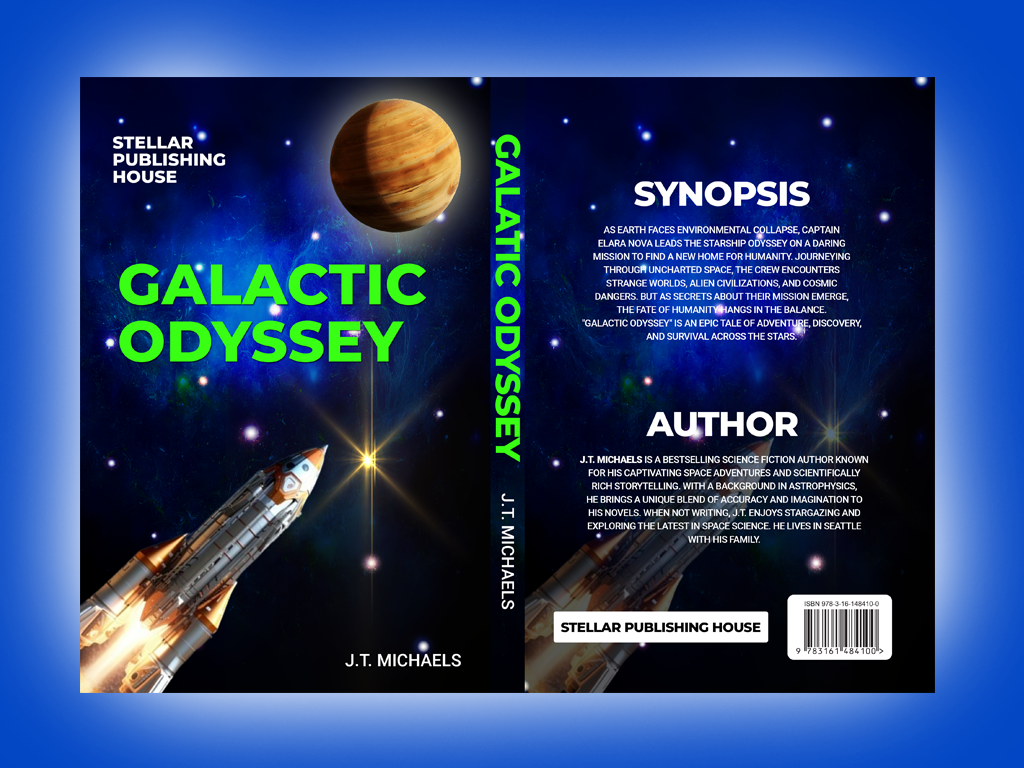 STELLAR
PUBLISHING
HOUSE
GALACTIC
ODYSSEY
J.T. MICHAELS
GALATIC ODYSSEY
J.T. MICHAELS
SYNOPSIS
AS EARTH FACES ENVIRONMENTAL COLLAPSE, CAPTAIN
ELARA NOVA LEADS THE STARSHIP ODYSSEY ON A DARING
MISSION TO FIND A NEW HOME FOR HUMANITY. JOURNEYING
THROUGH UNCHARTED SPACE, THE CREW ENCOUNTERS
STRANGE WORLDS, ALIEN CIVILIZATIONS, AND COSMIC
DANGERS. BUT AS SECRETS ABOUT THEIR MISSION EMERGE,
THE FATE OF HUMANITY HANGS IN THE BALANCE.
"GALACTIC ODYSSEY" IS AN EPIC TALE OF ADVENTURE, DISCOVERY,
AND SURVIVAL ACROSS THE STARS.
AUTHOR
J.T. MICHAELS IS A BESTSELLING SCIENCE FICTION AUTHOR KNOWN
FOR HIS CAPTIVATING SPACE ADVENTURES AND SCIENTIFICALLY
RICH STORYTELLING. WITH A BACKGROUND IN ASTROPHYSICS,
HE BRINGS A UNIQUE BLEND OF ACCURACY AND IMAGINATION TO
HIS NOVELS. WHEN NOT WRITING, J.T. ENJOYS STARGAZING AND
EXPLORING THE LATEST IN SPACE SCIENCE. HE LIVES IN SEATTLE
WITH HIS FAMILY.
STELLAR PUBLISHING HOUSE
ISBN 978-3-16-148410-0
9 783161 484100 >